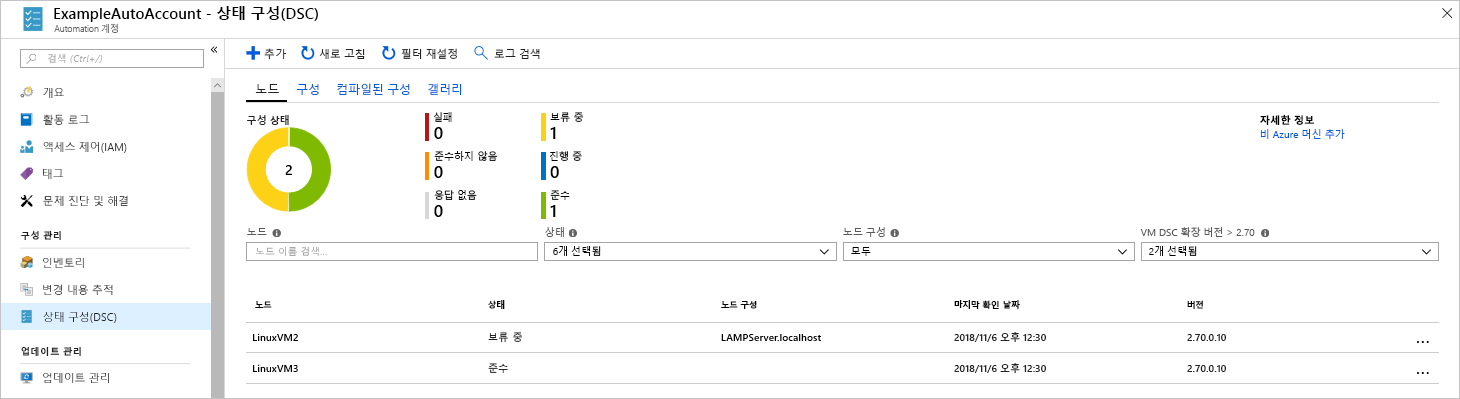 ExampleAutoAccount - 상태 구성(DSC)
Automation 계정
검색 (Ctrl+/)
개요
활동 로그
액세스 제어(IAM)
태그
문제 진단 및 해결
구성 관리
인벤토리
변경 내용 추적
상태 구성(DSC)
업데이트 관리
업데이트 관리
추가 새로 고침 필터 재설정 로그 검색
노드 구성 컴파일된 구성 갤러리
구성 상태
2
실패
0
보류 중
1
준수하지 않음
0
진행 중
0
응답 없음
0
준수
1
자세한 정보
비 Azure 머신 추가
노드 상태 노드 구성 VM DSC 확장 버전 > 2.70
노드 이름 검색... 6개 선택됨 모두 2개 선택됨
노드 상태 노드 구성 마지막 확인 날짜 버전
LinuxVM2 보류 중 LAMPServer.localhost 2018/11/6 오후 12:30 2.70.0.10 ...
LinuxVM3 준수 2018/11/6 오후 12:30 2.70.0.10 ...